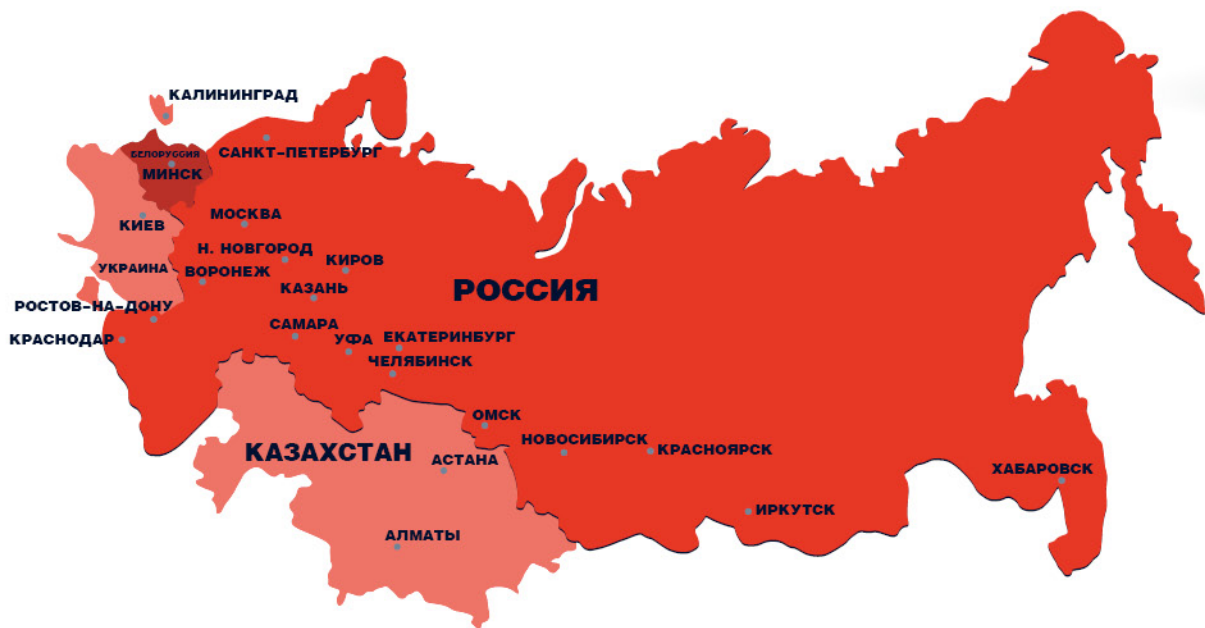 КАЛИНИНГРАД
БЕЛОРУССИЯ
САНКТ-ПЕТЕРБУРГ
МИНСК
МОСКВА
КИЕВ
Н. НОВГОРОД
КИРОВ
УКРАИНА
ВОРОНЕЖ
КАЗАНЬ
РОССИЯ
РОСТОВ-НА-ДОНУ
САМАРА
КРАСНОДАР
УФА
ЕКАТЕРИНБУРГ
ЧЕЛЯБИНСК
ОМСК
НОВОСИБИРСК
КРАСНОЯРСК
КАЗАХСТАН
АСТАНА
ХАБАРОВСК
ИРКУТСК
АЛМАТЫ